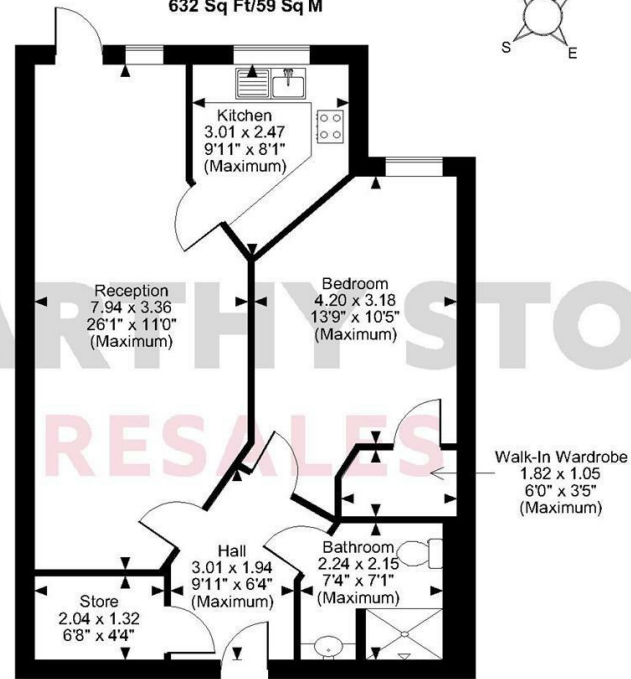 632 Sq Ft/59 Sq M
S
E
Kitchen
3.01 x 2.47
9'11" x 8'1"
(Maximum)
Reception
7.94 x 3.36
26'1" x 11'0"
(Maximum)
Bedroom
4.20 x 3.18
13'9" x 10'5"
(Maximum)
ARTHY STO
RESALES
Walk-In Wardrobe
1.82 x 1.05
6'0" x 3'5"
(Maximum)
Hall
3.01 x 1.94
9'11" x 6'4"
(Maximum)
Bathroom
2.24 x 2.15
7'4" x 7'1"
(Maximum)
Store
2.04 x 1.32
6'8" x 4'4"